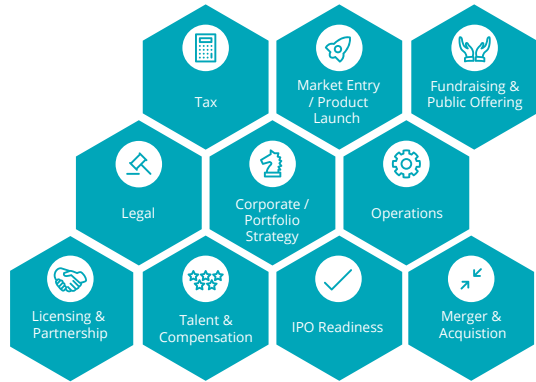 Tax
Market Entry
/ Product
Launch
Fundraising &
Public Offering
Legal
Corporate /
Portfolio
Strategy
Operations
Licensing &
Partnership
Talent &
Compensation
IPO Readiness
Merger &
Acquistion